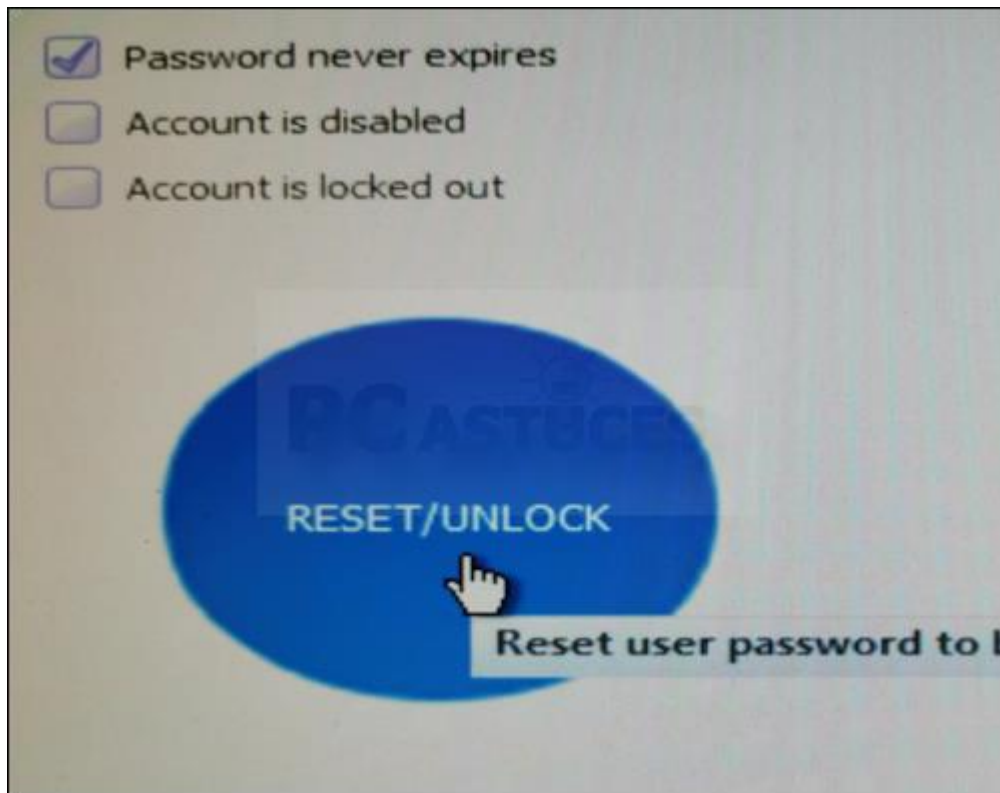 Password never expires
Account is disabled
Account is locked out
PC ASTUCES
RESET/UNLOCK
Reset user password to